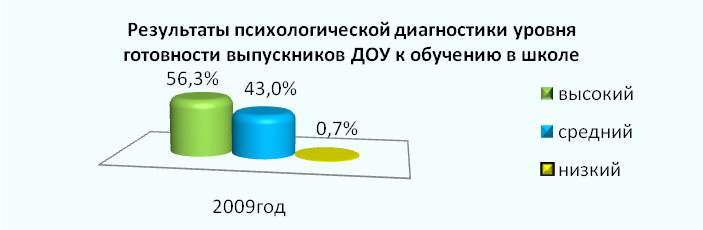 Результаты психологической диагностики уровня
готовности выпускников ДОУ к обучению в школе
56,3%
43,0%
0,7%
высокий
средний
низкий
2009год